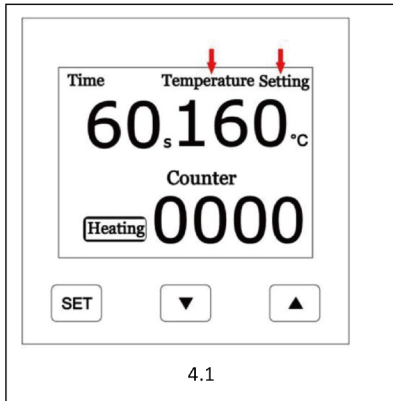 Time Temperature Setting
60s160°C
Counter
Heating 0000
SET ▼ ▲
4.1